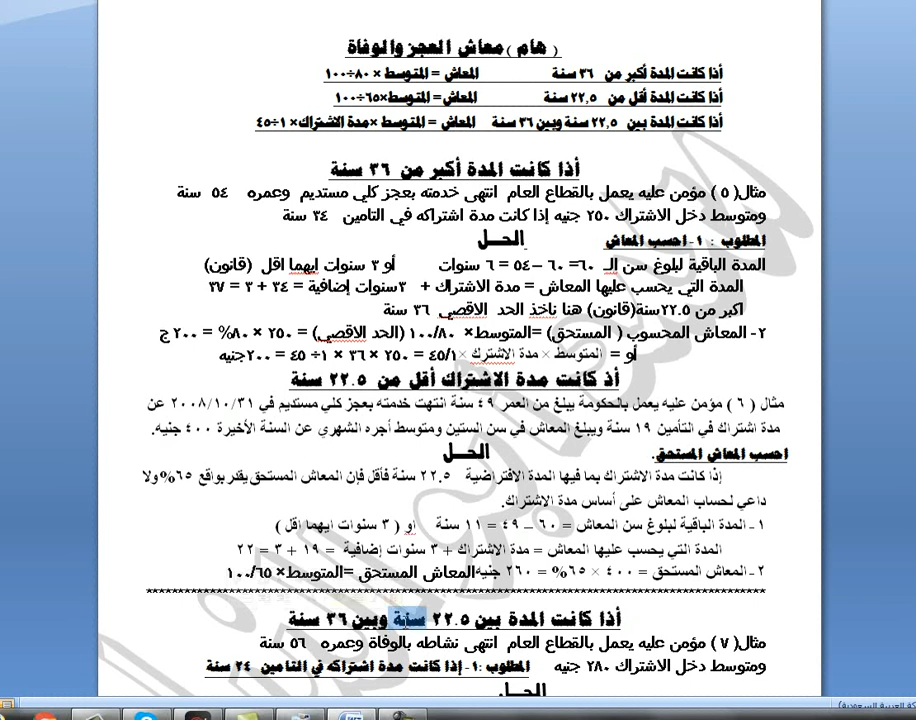 ( هام ) معاش العجز والوفاة
أذا كانت المدة أكبر من ٣٦ سنة المعاش = المتوسط × ٨٠÷١٠٠
أذا كانت المدة أقل من ٢٢,٥ سنة المعاش= المتوسط×٦٥÷١٠٠
أذا كانت المدة بين ٢٢,٥ سنة وبين ٣٦ سنة المعاش = المتوسط ×مدة الاشتراك× ١÷٤٥
أذا كانت المدة أكبر من ٣٦ سنة
مثال( ٥ ) مؤمن عليه يعمل بالقطاع العام انتهى خدمته بعجز كلي مستديم وعمره ٥٤ سنة
ومتوسط دخل الاشتراك ٢٥٠ جنيه إذا كانت مدة اشتراكه في التامين ٣٤ سنة
المطلوب : ١- احسب المعاش الحـل
المدة الباقية لبلوغ سن الـ ٦٠= ٦٠ – ٥٤ = ٦ سنوات أو ٣ سنوات إيهما اقل (قانون)
المدة التي يحسب عليها المعاش = مدة الاشتراك + ٣سنوات إضافية = ٣٤ + ٣ = ٣٧
اكبر من ٢٢.٥سنة(قانون) هنا ناخذ الحد الاقصي ٣٦ سنة
٢- المعاش المحسوب ( المستحق) =المتوسط× ١٠٠/٨٠ (الحد الاقصي) = ٢٥٠ × ٨٠% = ٢٠٠ ج
أو = المتوسط × مدة الاشترك ×٤٥/١ = ٢٥٠ × ٣٦ × ١÷ ٤٥ = ٢٠٠جنيه
أذ كانت مدة الاشتراك أقل من ٢٢.٥ سنة
مثال ( ٦ ) مؤمن عليه يعمل بالحكومة يبلغ من العمر ٤٩ سنة انتهت خدمته بعجز كلي مستديم في ٢٠٠٨/١٠/٣١ عن
مدة اشتراك في التأمين ١٩ سنة ويبلغ المعاش في سن الستين ومتوسط أجره الشهري عن السنة الأخيرة ٤٠٠ جنيه.
احسب المعاش المستحق. الحـل
إذا كانت مدة الاشتراك بما فيها المدة الافتراضية ٢٢.٥ سنة فأقل فإن المعاش المستحق يقدر بواقع ٦٥% ولا
داعي لحساب المعاش على أساس مدة الاشتراك.
١- المدة الباقية لبلوغ سن المعاش = ٦٠ – ٤٩ = ١١ سنة او ( ٣ سنوات ايهما اقل )
المدة التي يحسب عليها المعاش = مدة الاشتراك + ٣ سنوات إضافية = ١٩ + ٣ = ٢٢
٢- المعاش المستحق = ٤٠٠ × ٦٥% = ٢٦٠ جنيه المعاش المستحق =المتوسط× ١٠٠/٦٥
أذا كانت المدة بين ٢٢.٥ سنة وبين ٣٦ سنة
مثال( ٧ ) مؤمن عليه يعمل بالقطاع العام انتهى نشاطه بالوفاة وعمره ٥٦ سنة
ومتوسط دخل الاشتراك ٢٨٠ جنيه المطلوب :١- إذا كانت مدة اشتراكه في التامين ٢٤ سنة
الحـل